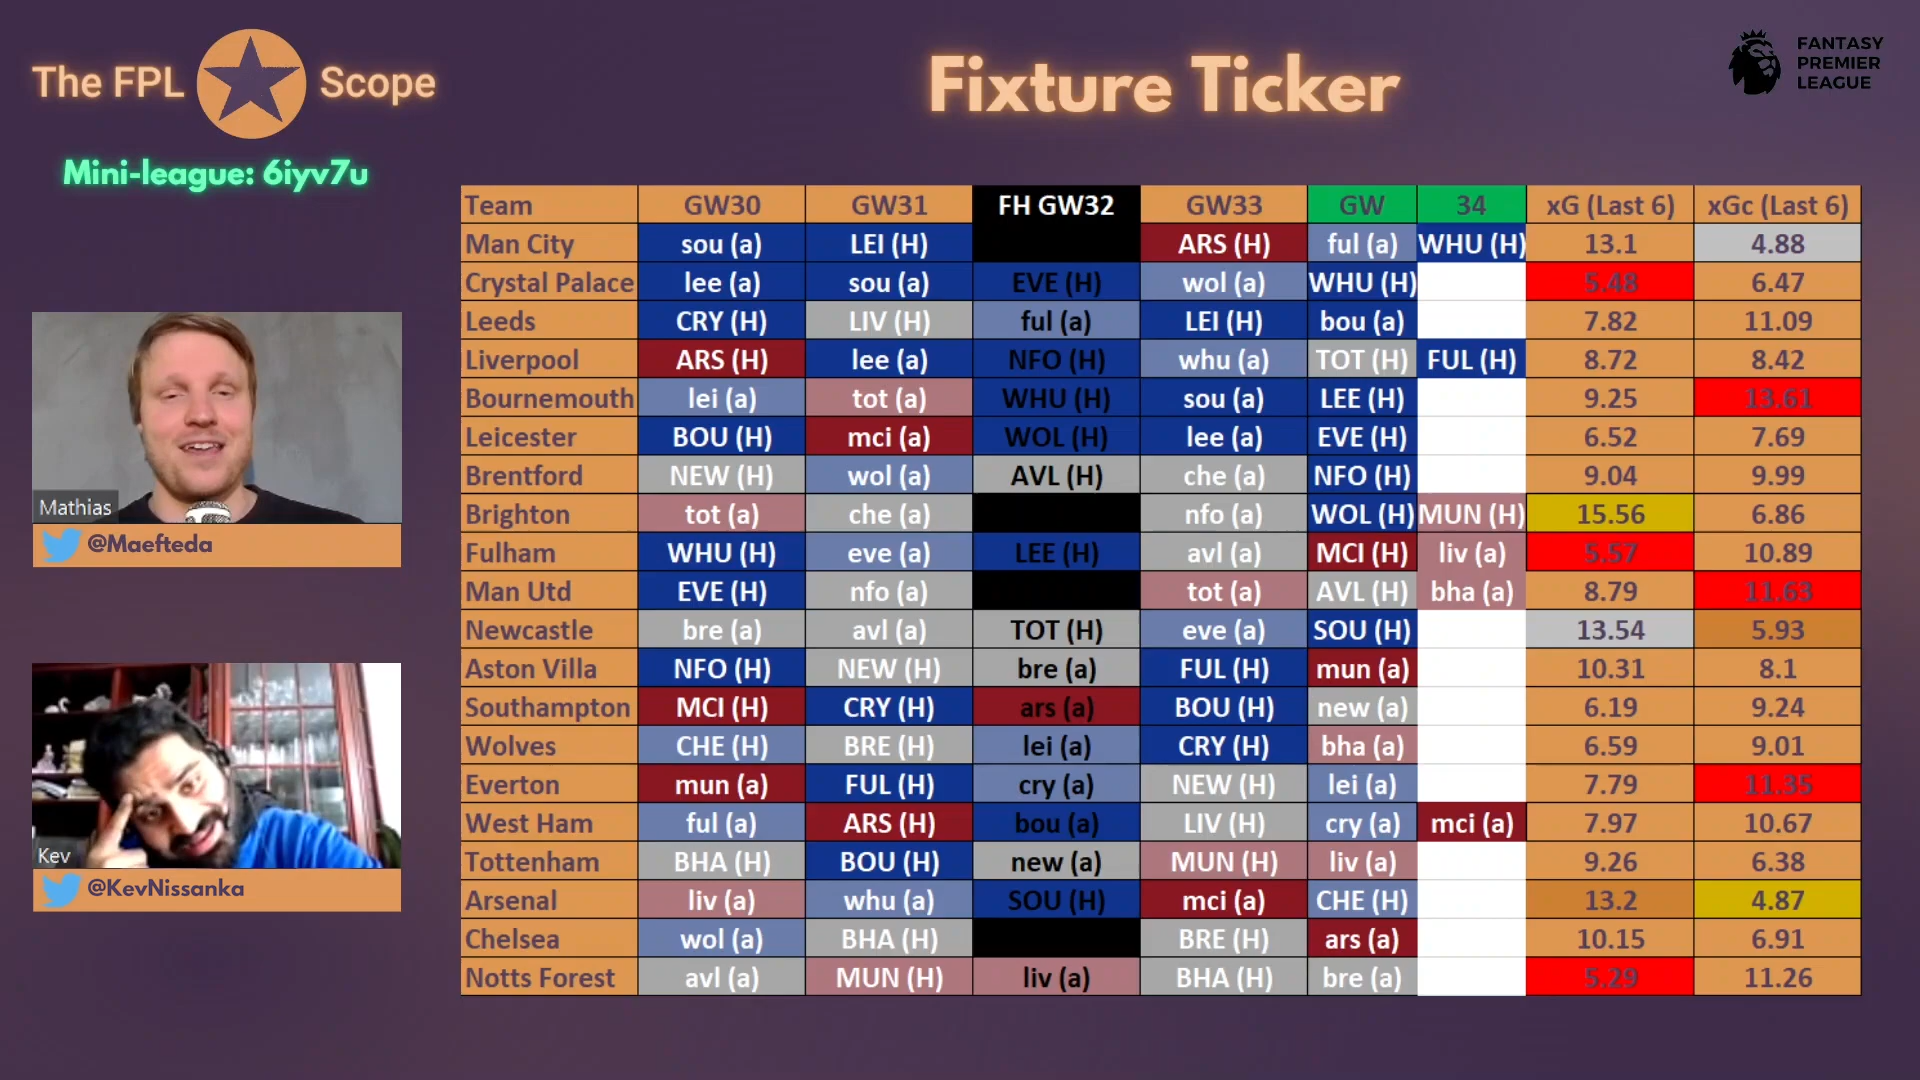 The FPL Scope
Mini-league: 6iyv7u
Fixture Ticker
FANTASY
PREMIER
LEAGUE
Mathias
@Maefteda
Kev
@KevNissanka
Team GW30 GW31 FH GW32 GW33 GW 34 xG (Last 6) xGc (Last 6)
Man City sou (a) LEI (H) ARS (H) ful (a) WHU (H) 13.1 4.88
Crystal Palace lee (a) sou (a) EVE (H) wol (a) WHU (H) 5.48 6.47
Leeds CRY (H) LIV (H) ful (a) LEI (H) bou (a) 7.82 11.09
Liverpool ARS (H) lee (a) NFO (H) whu (a) TOT (H) FUL (H) 8.72 8.42
Bournemouth lei (a) tot (a) WHU (H) sou (a) LEE (H) 9.25 13.61
Leicester BOU (H) mci (a) WOL (H) lee (a) EVE (H) 6.52 7.69
Brentford NEW (H) wol (a) AVL (H) che (a) NFO (H) 9.04 9.99
Brighton tot (a) che (a) nfo (a) WOL (H) MUN (H) 15.56 6.86
Fulham WHU (H) eve (a) LEE (H) avl (a) MCI (H) liv (a) 5.57 10.89
Man Utd EVE (H) nfo (a) tot (a) AVL (H) bha (a) 8.79 11.63
Newcastle bre (a) avl (a) TOT (H) eve (a) SOU (H) 13.54 5.93
Aston Villa NFO (H) NEW (H) bre (a) FUL (H) mun (a) 10.31 8.1
Southampton MCI (H) CRY (H) ars (a) BOU (H) new (a) 6.19 9.24
Wolves CHE (H) BRE (H) lei (a) CRY (H) bha (a) 6.59 9.01
Everton mun (a) FUL (H) cry (a) NEW (H) lei (a) 7.79 11.35
West Ham ful (a) ARS (H) bou (a) LIV (H) cry (a) mci (a) 7.97 10.67
Tottenham BHA (H) BOU (H) new (a) MUN (H) liv (a) 9.26 6.38
Arsenal liv (a) whu (a) SOU (H) mci (a) CHE (H) 13.2 4.87
Chelsea wol (a) BHA (H) BRE (H) ars (a) 10.15 6.91
Notts Forest avl (a) MUN (H) liv (a) BHA (H) bre (a) 5.29 11.26